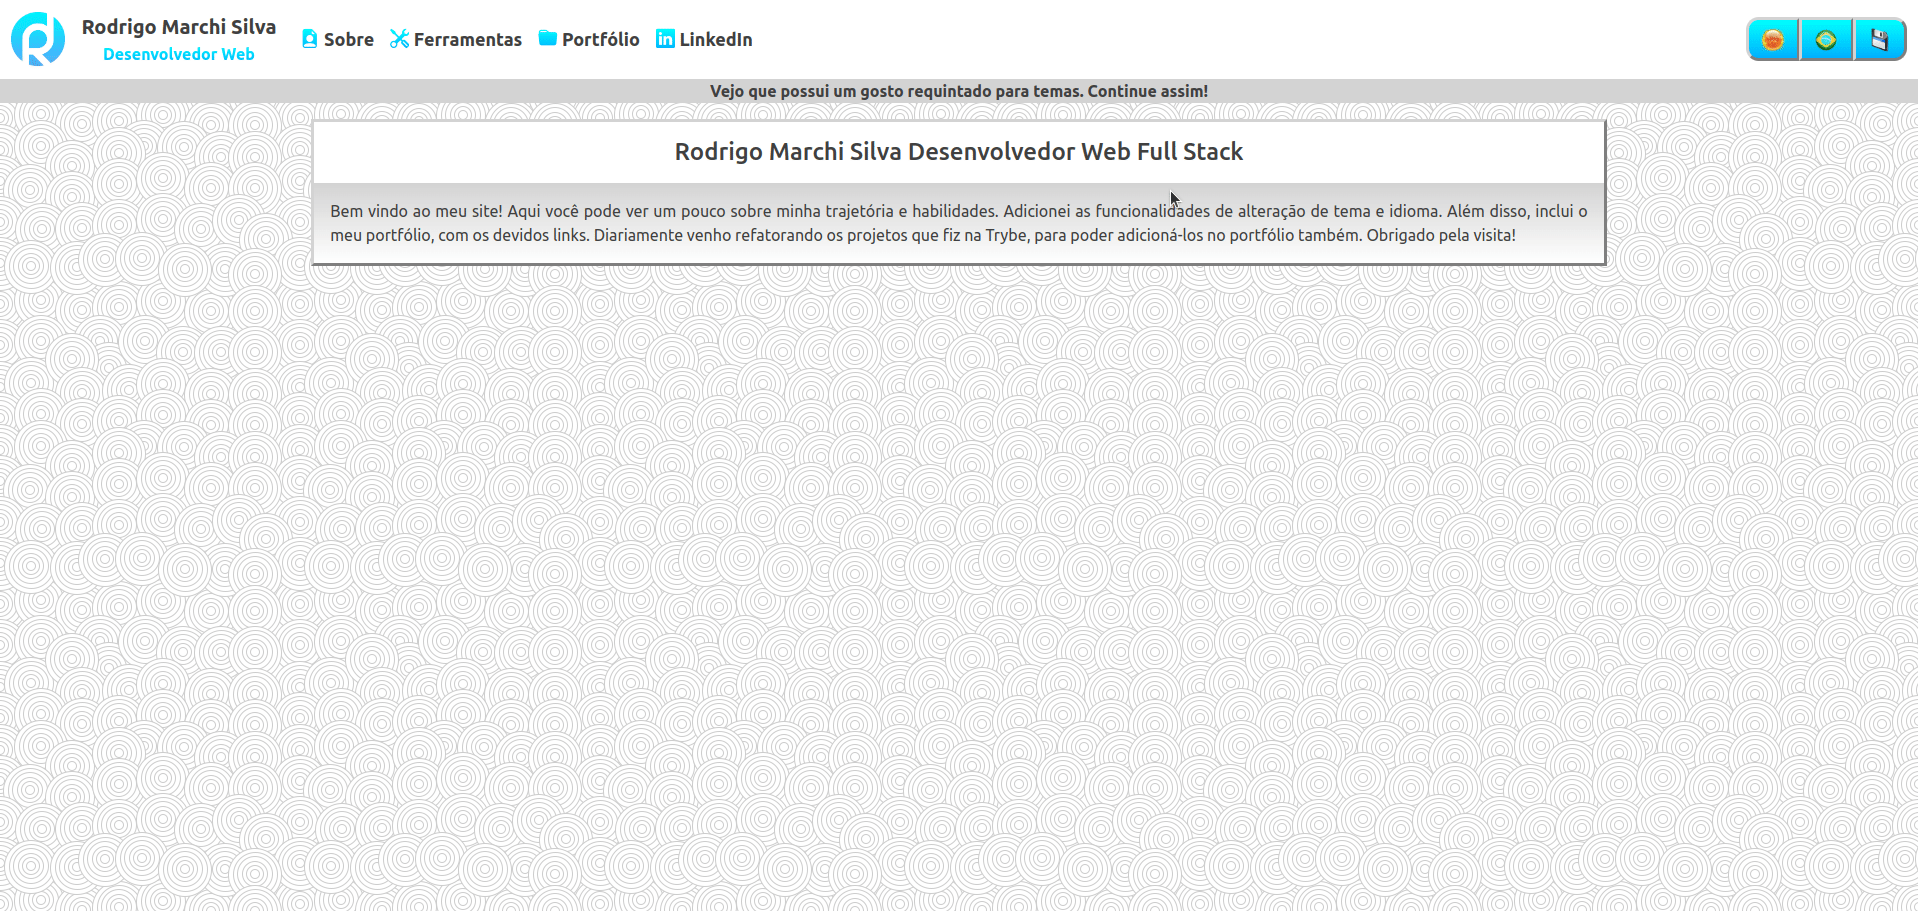 Rodrigo Marchi Silva
Desenvolvedor Web
Sobre
Ferramentas
Portfólio
LinkedIn
Vejo que possui um gosto requintado para temas. Continue assim!
Rodrigo Marchi Silva Desenvolvedor Web Full Stack
Bem vindo ao meu site! Aqui você pode ver um pouco sobre minha trajetória e habilidades. Adicionei as funcionalidades de alteração de tema e idioma. Além disso, inclui o
meu portfólio, com os devidos links. Diariamente venho refatorando os projetos que fiz na Trybe, para poder adicioná-los no portfólio também. Obrigado pela visita!